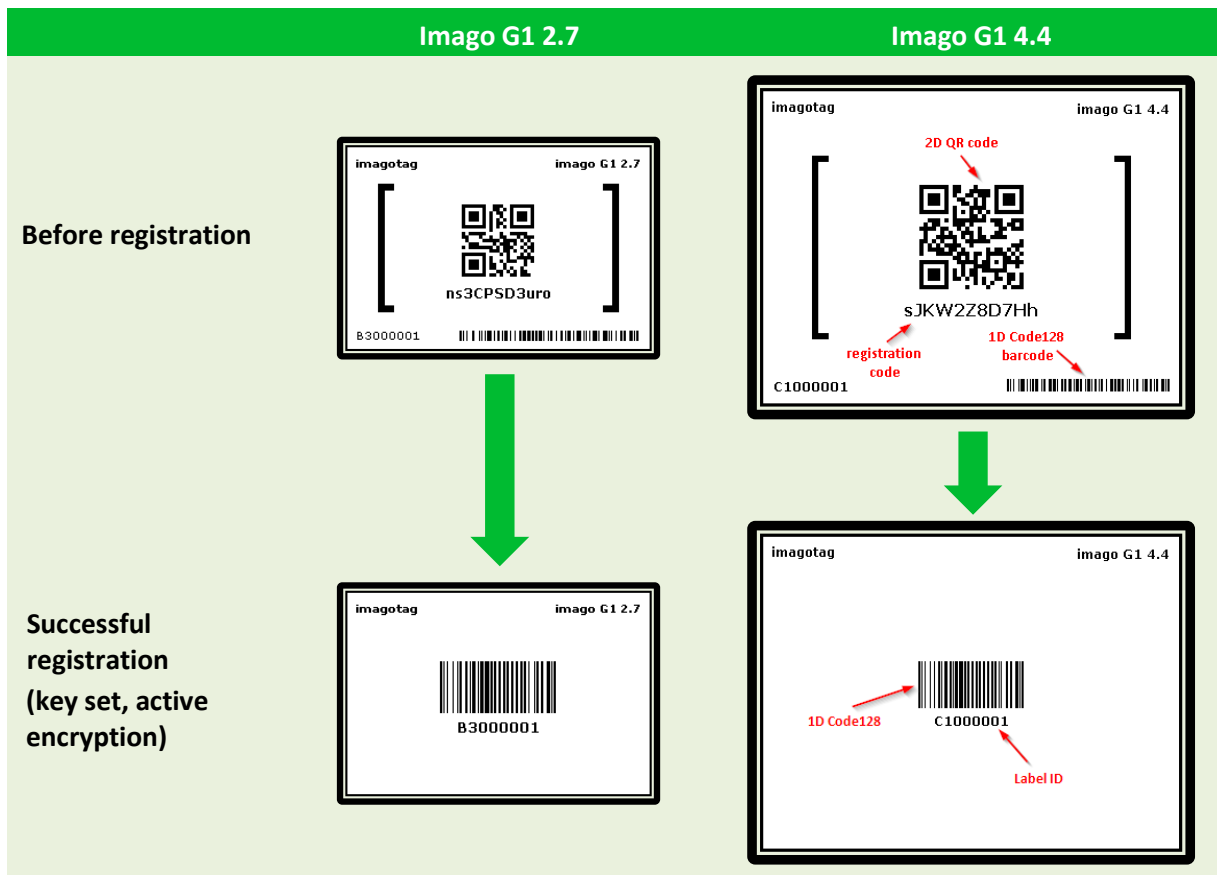 Imago G1 2.7
Imago G1 4.4
Before registration
imagotag
imago G1 2.7
ns3CPSD3uro
B3000001
imagotag
imago G1 4.4
2D QR code
sJKW2Z8D7Hh
registration
code
1D Code128
barcode
C1000001
Successful
registration
(key set, active
encryption)
imagotag
imago G1 2.7
B3000001
imagotag
imago G1 4.4
1D Code128
C1000001
Label ID